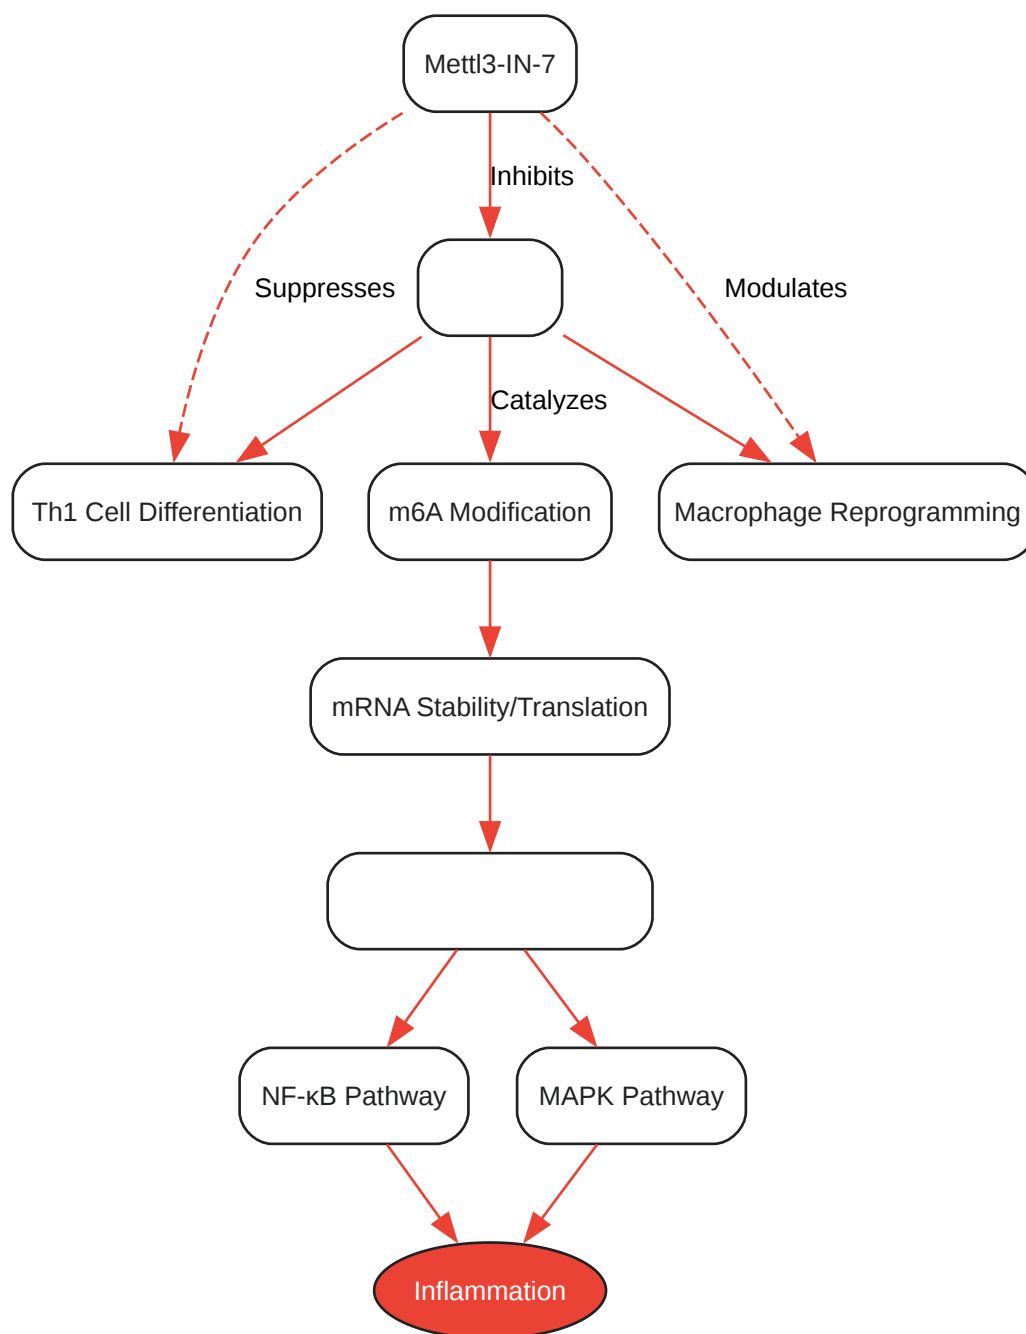 Mettl3-IN-7
Inhibits
Suppresses
Modulates
Catalyzes
Th1 Cell Differentiation
m6A Modification
Macrophage Reprogramming
mRNA Stability/Translation
NF-κB Pathway
MAPK Pathway
Inflammation